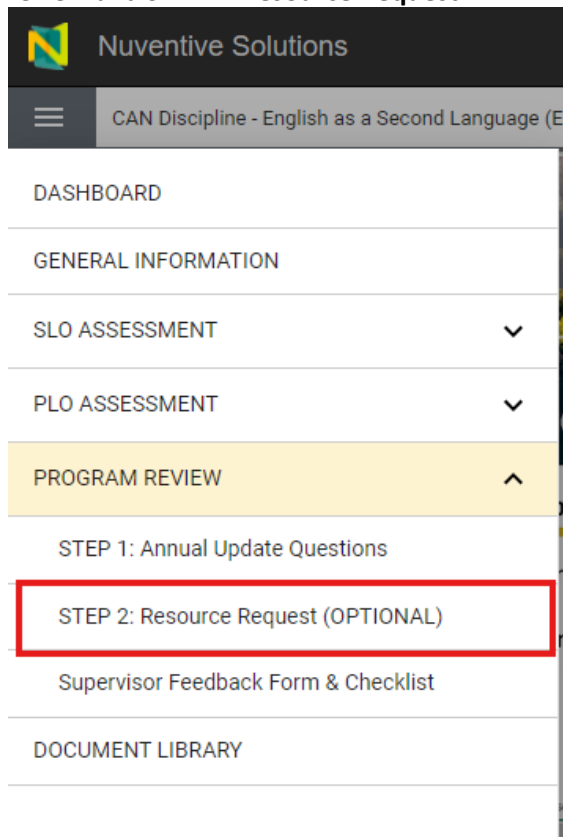 Nuventive Solutions
CAN Discipline - English as a Second Language (E
DASHBOARD
GENERAL INFORMATION
SLO ASSESSMENT
PLO ASSESSMENT
PROGRAM REVIEW
STEP 1: Annual Update Questions
STEP 2: Resource Request (OPTIONAL)
Supervisor Feedback Form & Checklist
DOCUMENT LIBRARY